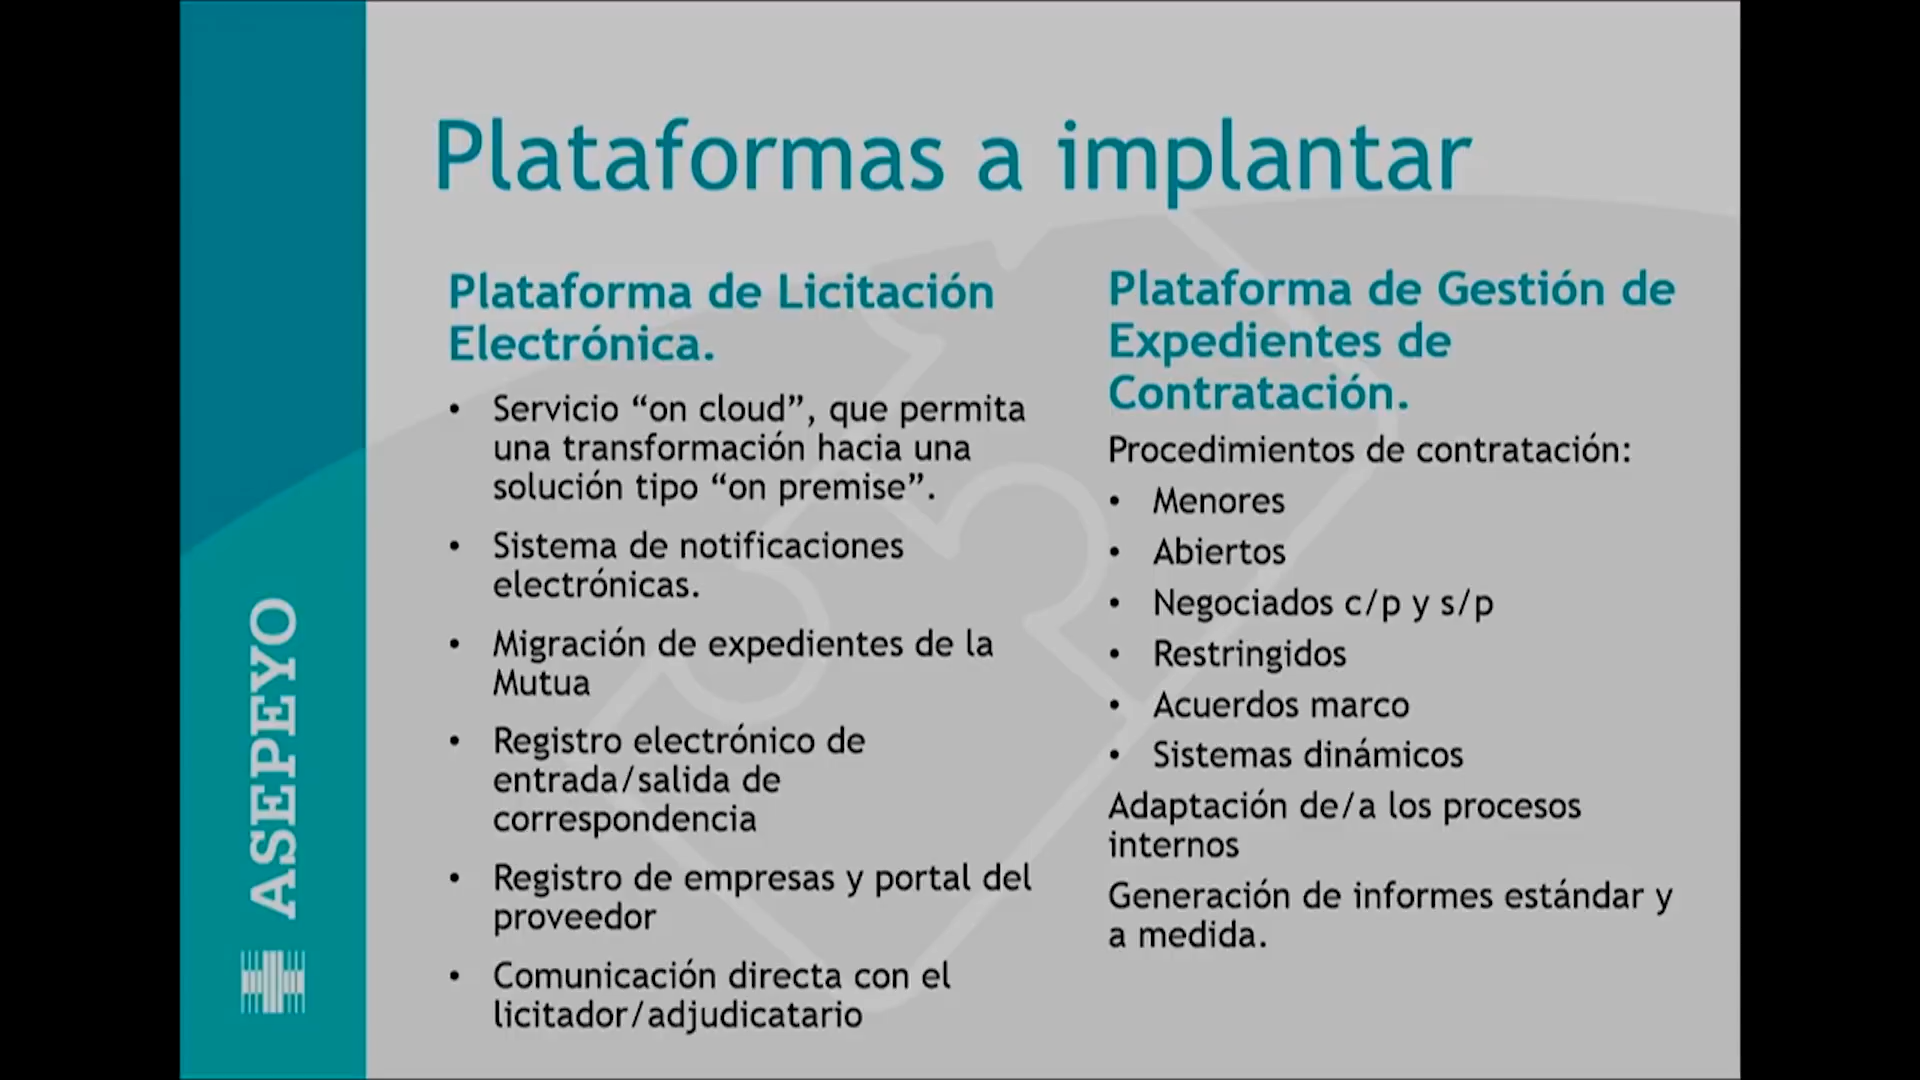 Plataformas a implantar
Plataforma de Licitación
Electrónica.
• Servicio “on cloud”, que permita
una transformación hacia una
solución tipo “on premise”.
• Sistema de notificaciones
electrónicas.
• Migración de expedientes de la
Mutua
• Registro electrónico de
entrada/salida de
correspondencia
• Registro de empresas y portal del
proveedor
• Comunicación directa con el
licitador/adjudicatario
Plataforma de Gestión de
Expedientes de
Contratación.
Procedimientos de contratación:
• Menores
• Abiertos
• Negociados c/p y s/p
• Restringidos
• Acuerdos marco
• Sistemas dinámicos
Adaptación de/a los procesos
internos
Generación de informes estándar y
a medida.
ASEPEYO